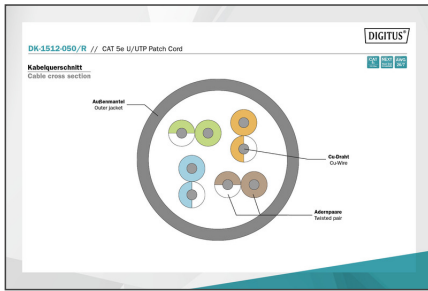 DIGITUS®
DK-1512-050/R // CAT 5e U/UTP Patch Cord
Kabelquerschnitt
Cable cross section
Außenmantel
Outer jacket
Cu-Draht
Cu-Wire
Adernpaare
Twisted pair